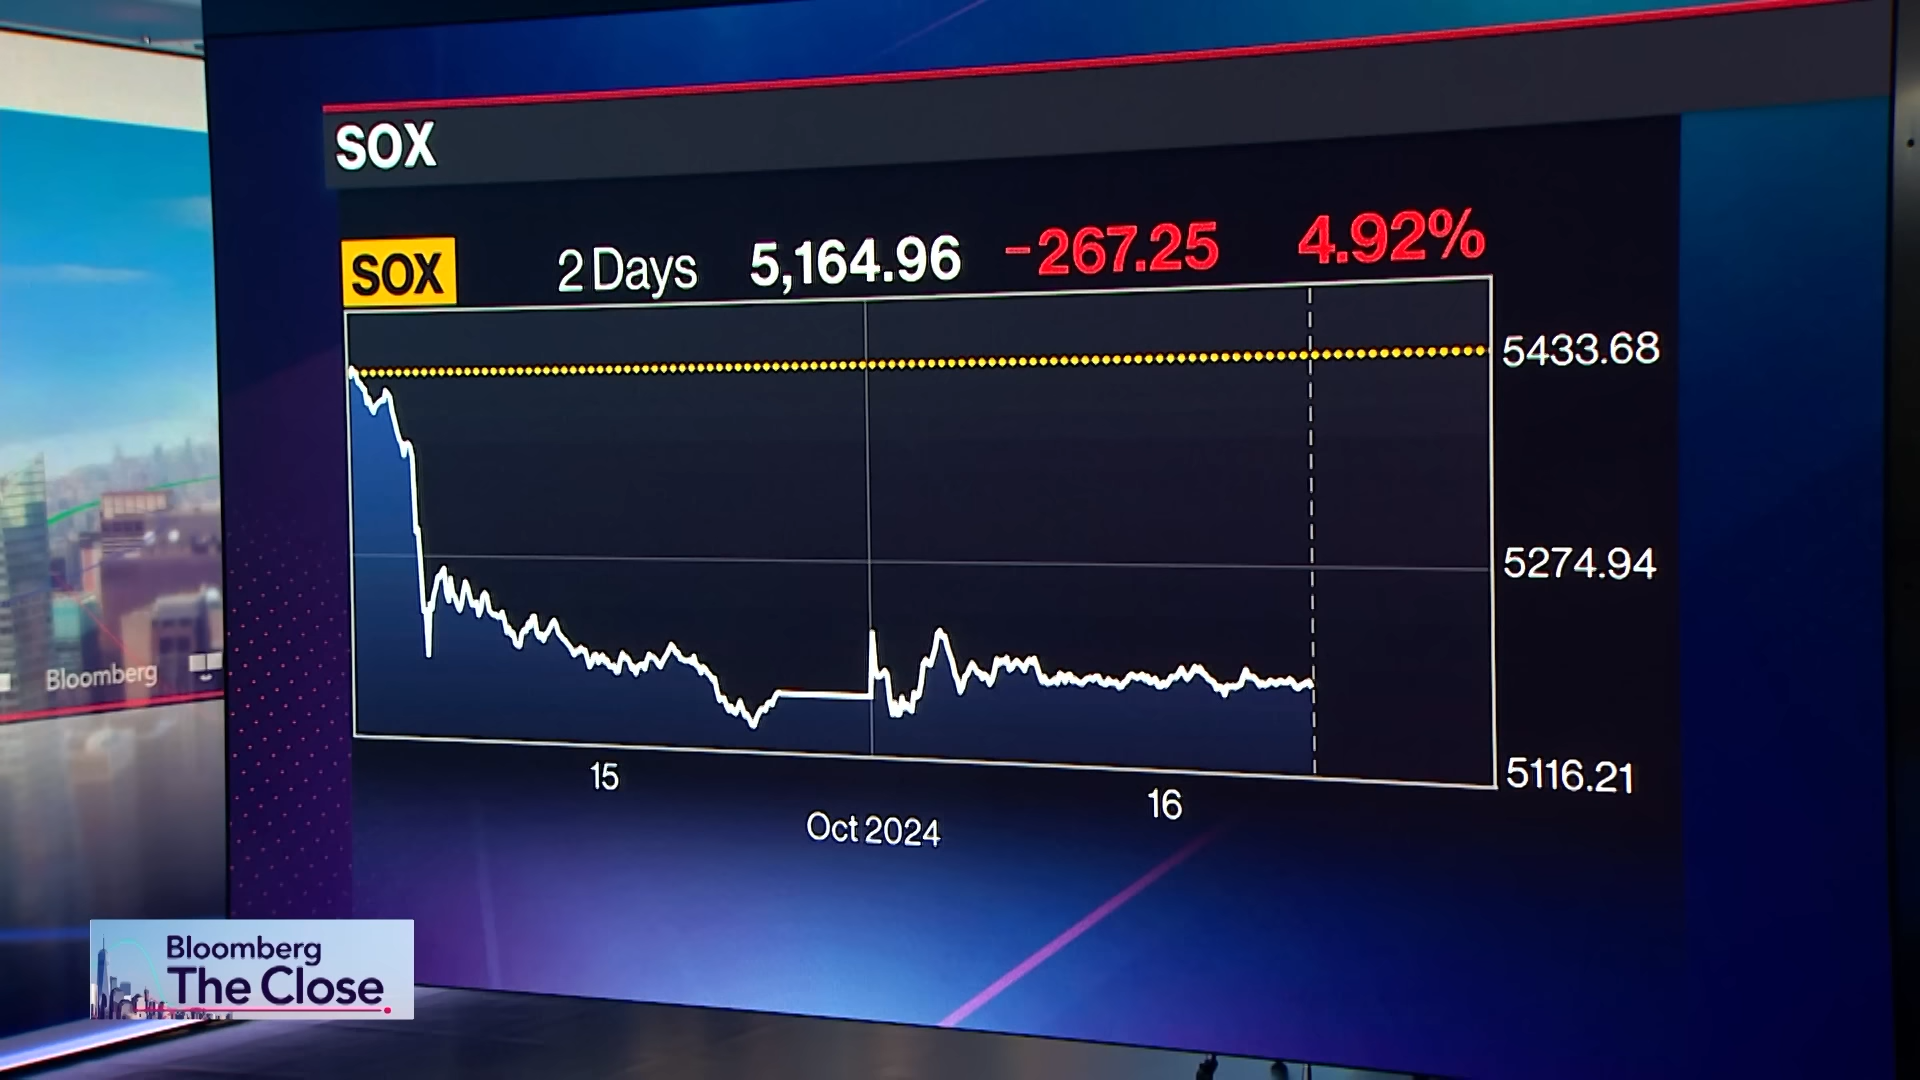 SOX
SOX 2 Days 5,164.96 -267.25 4.92%
5433.68
5274.94
5116.21
15 16
Oct 2024
Bloomberg
Bloomberg
The Close